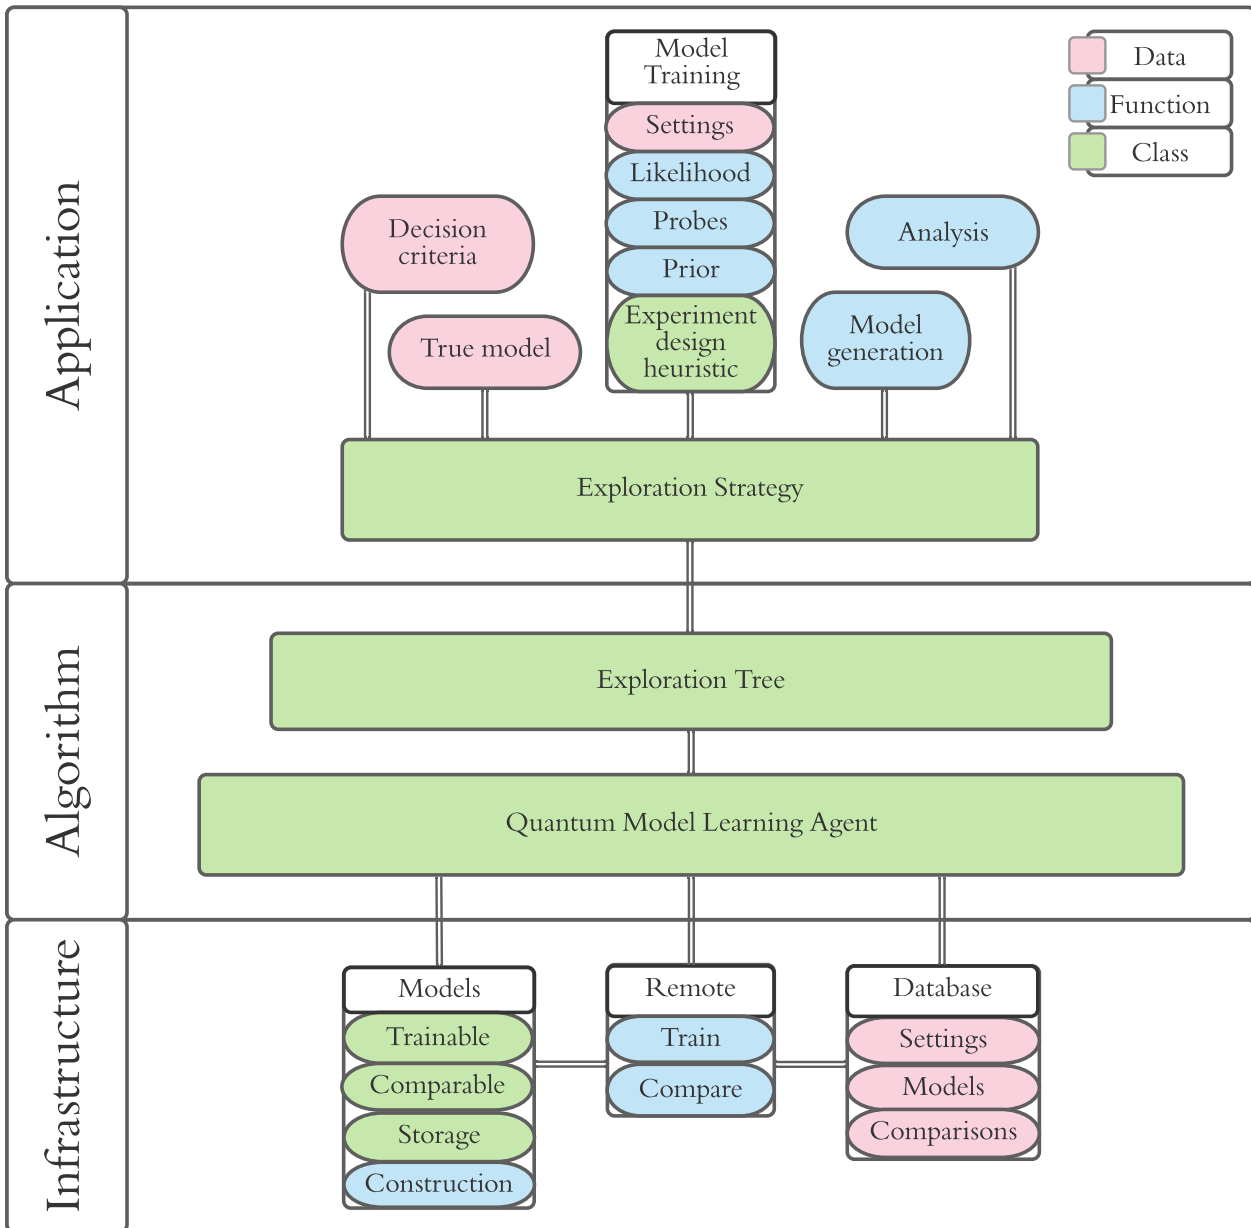 Application
Model
Training
Settings
Likelihood
Probes
Prior
Experiment
design
heuristic
Decision
criteria
True model
Analysis
Model
generation
Data
Function
Class
Exploration Strategy
Algorithm
Exploration Tree
Quantum Model Learning Agent
Infrastructure
Models
Trainable
Comparable
Storage
Construction
Remote
Train
Compare
Database
Settings
Models
Comparisons